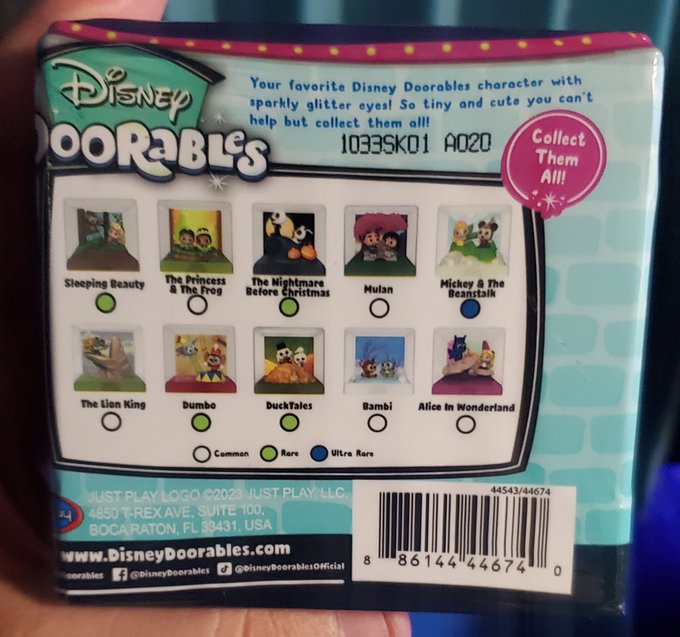 Disney
DOORABLES
Your favorite Disney Doorables character with
sparkly glitter eyes! So tiny and cute you can't
help but collect them all!
1033SK01 A020
Collect
Them
All!
Sleeping Beauty
The Princess
& The Frog
The Nightmare
Before Christmas
Mulan
Mickey & The
Beanstalk
The Lion King
Dumbo
DuckTales
Bambi
Alice In Wonderland
Common
Rare
Ultra Rare
JUST PLAY LOGO ©2023 JUST PLAY, LLC.
4850 T-REX AVE, SUITE 100,
BOCA RATON, FL 33431, USA
www.DisneyDoorables.com
@DisneyDoorables
@DisneyDoorablesOfficial
44543/44674
8 86144 44674 0